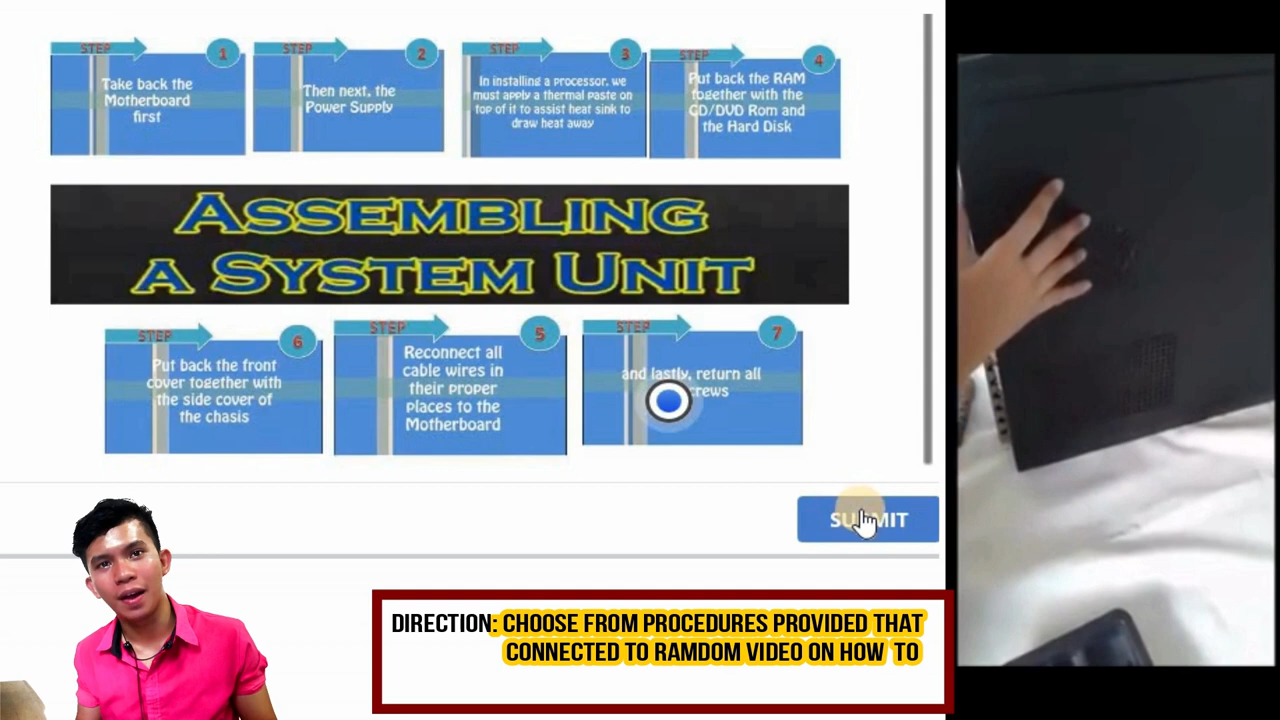 STEP 1
Take back the
Motherboard
first
STEP 2
Then next, the
Power Supply
STEP 3
In installing a processor, we
must apply a thermal paste on
top of it to assist heat sink to
draw heat away
STEP 4
Put back the RAM
together with the
CD/DVD Rom and
the Hard Disk
ASSEMBLING
A SYSTEM UNIT
STEP 6
Put back the front
cover together with
the side cover of
the chasis
STEP 5
Reconnect all
cable wires in
their proper
places to the
Motherboard
STEP 7
and lastly, return all
SUBMIT
DIRECTION: CHOOSE FROM PROCEDURES PROVIDED THAT
CONNECTED TO RAMDOM VIDEO ON HOW TO